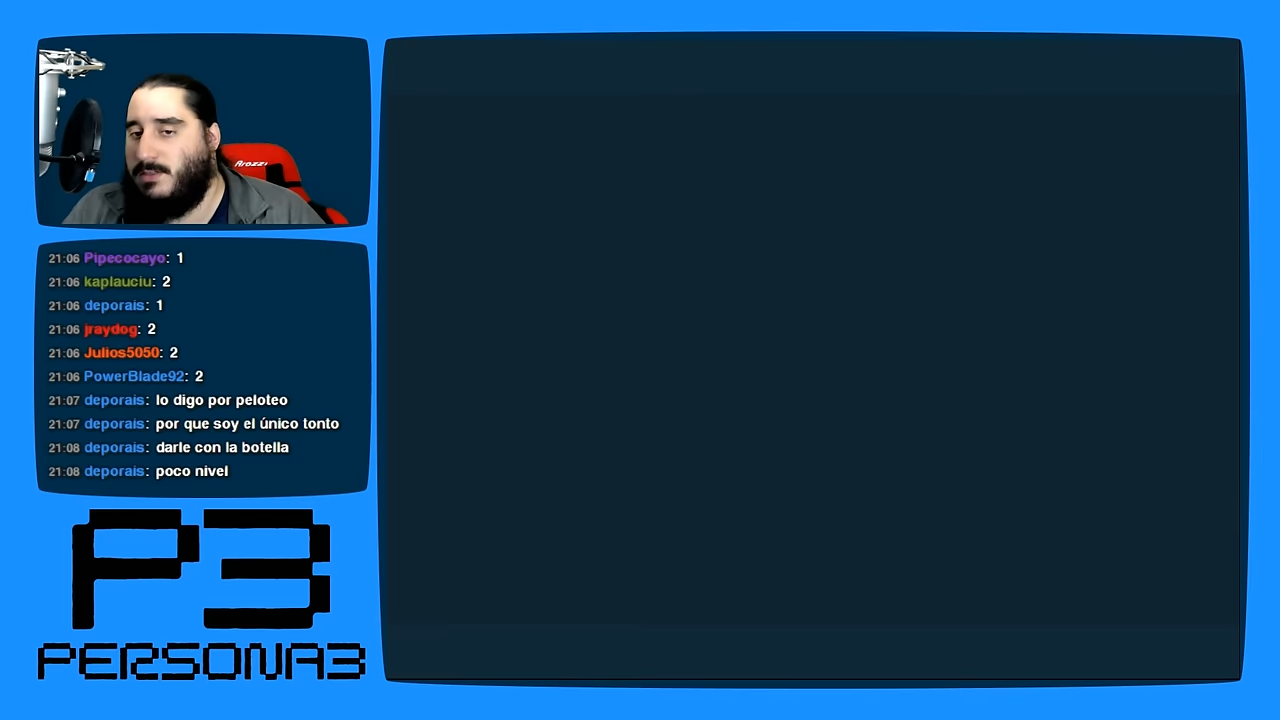 Arozzi
21:06 Pipecocayo: 1
21:06 kaplauciu: 2
21:06 deporais: 1
21:06 jraydog: 2
21:06 Julios5050: 2
21:06 PowerBlade92: 2
21:07 deporais: lo digo por peloteo
21:07 deporais: por que soy el único tonto
21:08 deporais: darle con la botella
21:08 deporais: poco nivel
P3
PERSONA3